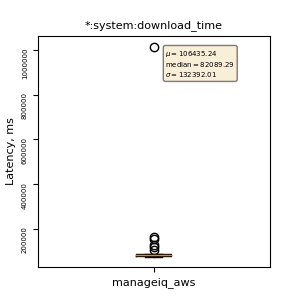 *:system:download_time
μ = 106435.24
median = 82089.29
σ = 132392.01
Latency, ms
1000000
800000
600000
400000
200000
manageiq_aws